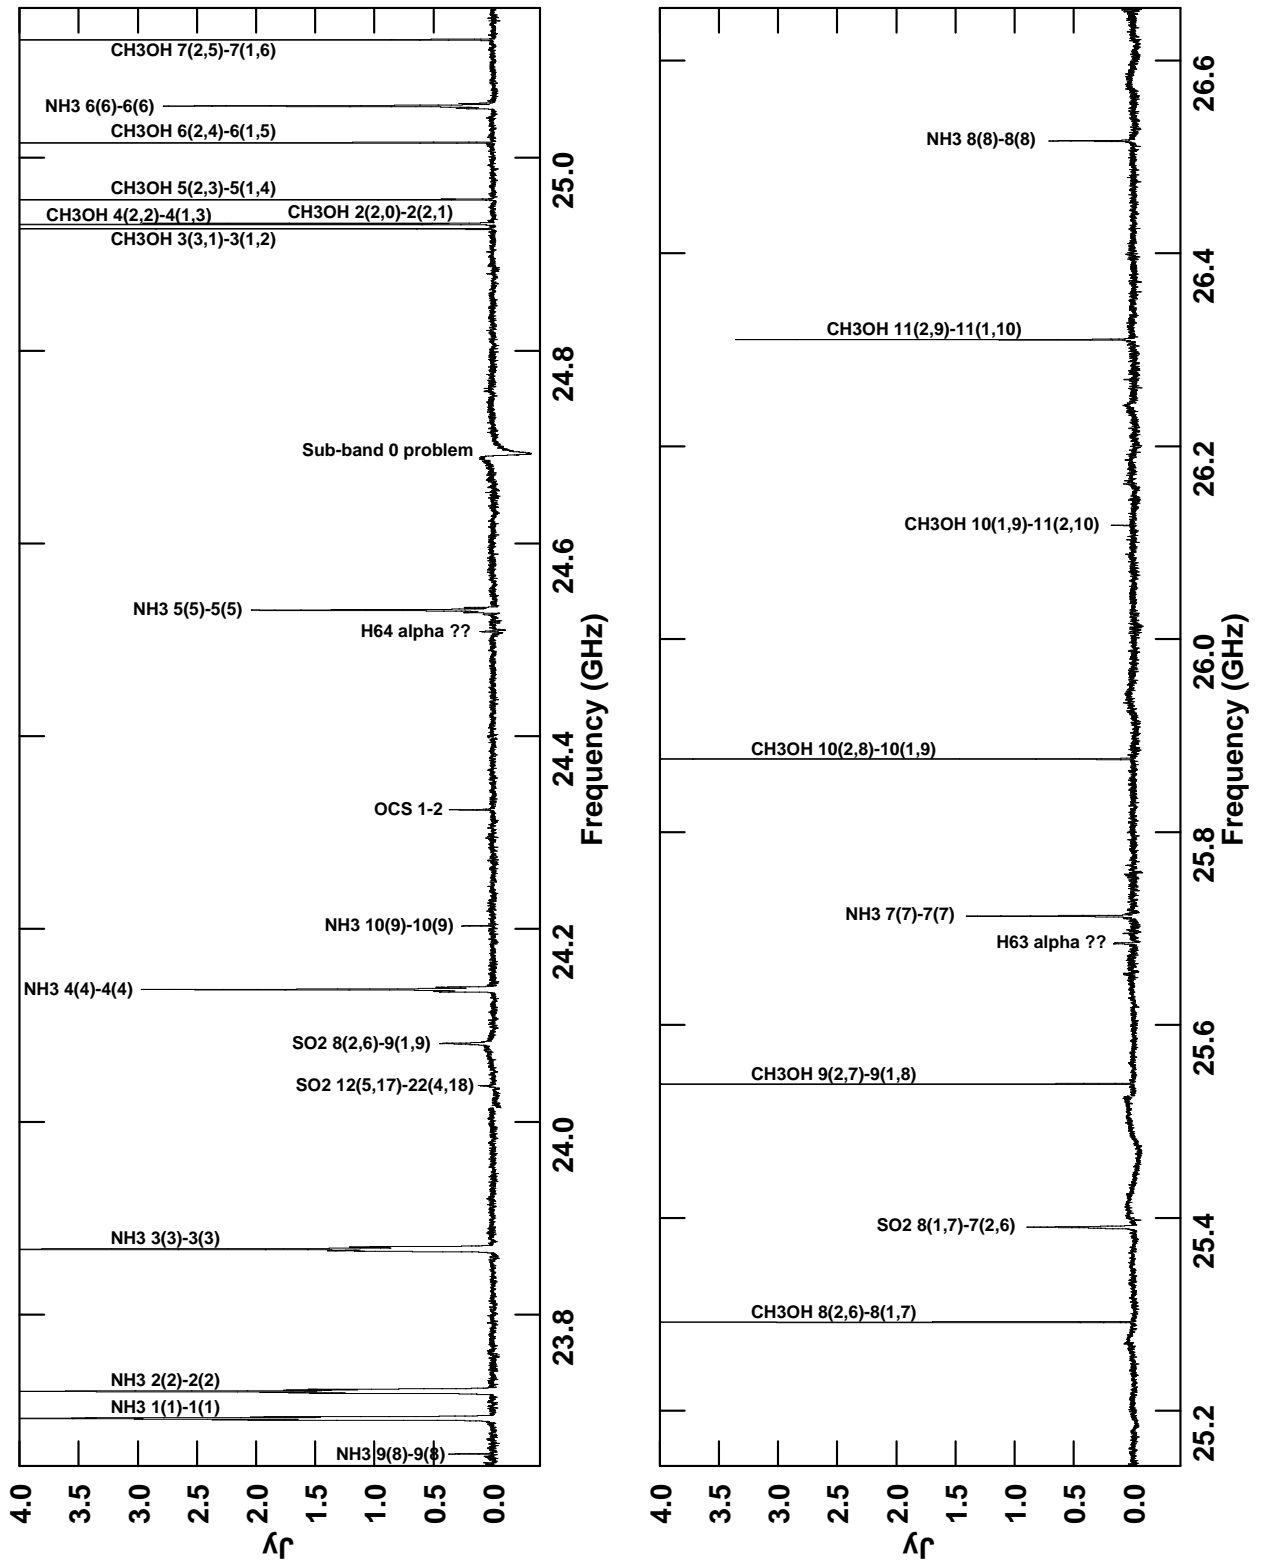 CH3OH 7(2,5)-7(1,6)
NH3 6(6)-6(6)
CH3OH 6(2,4)-6(1,5)
CH3OH 5(2,3)-5(1,4)
CH3OH 4(2,2)-4(1,3)
CH3OH 2(2,0)-2(2,1)
CH3OH 3(3,1)-3(1,2)
Sub-band 0 problem
NH3 5(5)-5(5)
H64 alpha ??
OCS 1-2
NH3 10(9)-10(9)
NH3 4(4)-4(4)
SO2 8(2,6)-9(1,9)
SO2 12(5,17)-22(4,18)
NH3 3(3)-3(3)
NH3 2(2)-2(2)
NH3 1(1)-1(1)
NH3 9(8)-9(8)
4.0 3.5 3.0 2.5 2.0 1.5 1.0 0.5 0.0
Jy
23.8 24.0 24.2 24.4 24.6 24.8 25.0
Frequency (GHz)
NH3 8(8)-8(8)
CH3OH 11(2,9)-11(1,10)
CH3OH 10(1,9)-11(2,10)
CH3OH 10(2,8)-10(1,9)
NH3 7(7)-7(7)
H63 alpha ??
CH3OH 9(2,7)-9(1,8)
SO2 8(1,7)-7(2,6)
CH3OH 8(2,6)-8(1,7)
4.0 3.5 3.0 2.5 2.0 1.5 1.0 0.5 0.0
Jy
25.2 25.4 25.6 25.8 26.0 26.2 26.4 26.6
Frequency (GHz)